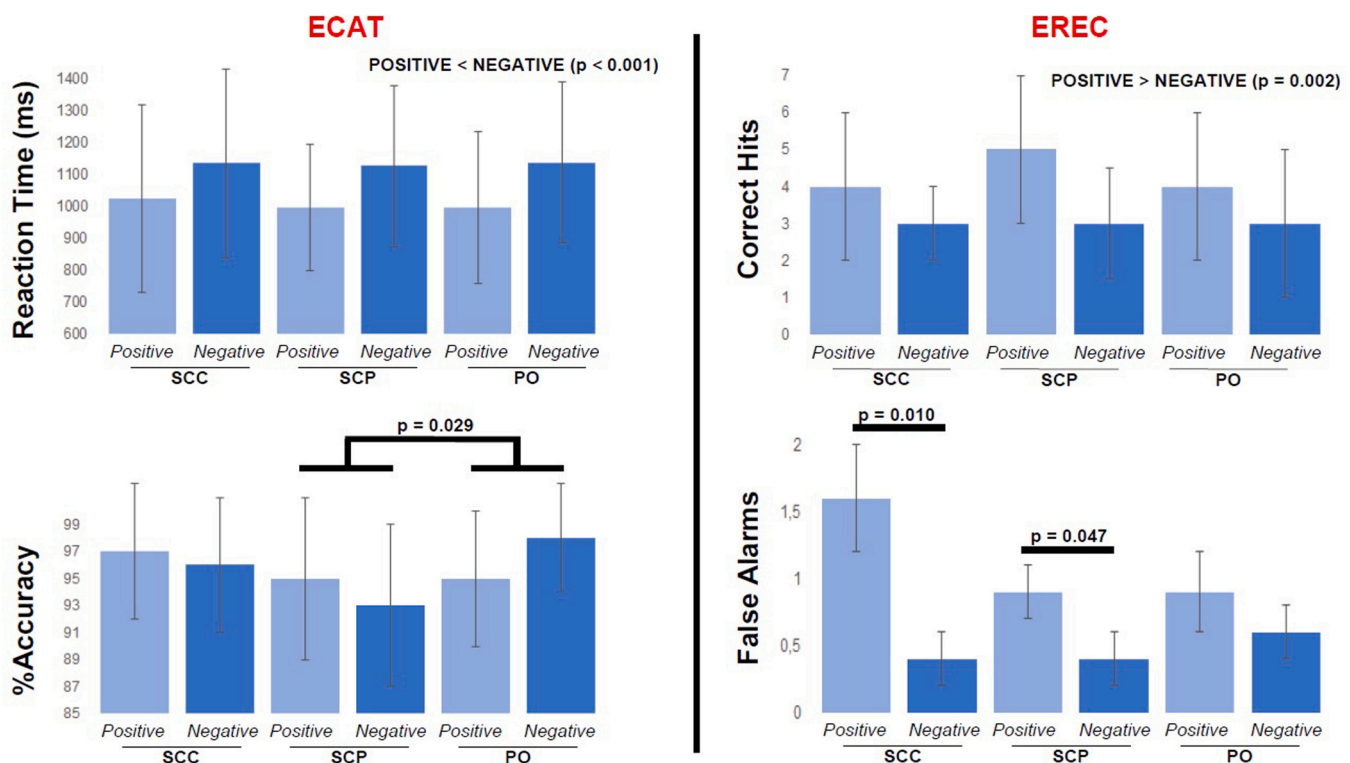 ECAT
POSITIVE < NEGATIVE (p < 0.001)
Reaction Time (ms)
1400
1300
1200
1100
1000
900
800
700
600
Positive Negative Positive Negative Positive Negative
SCC SCP PO
p = 0.029
%Accuracy
99
97
95
93
91
89
87
85
Positive Negative Positive Negative Positive Negative
SCC SCP PO
EREC
POSITIVE > NEGATIVE (p = 0.002)
Correct Hits
7
6
5
4
3
2
1
0
Positive Negative Positive Negative Positive Negative
SCC SCP PO
p = 0.010
p = 0.047
False Alarms
2
1,5
1
0,5
0
Positive Negative Positive Negative Positive Negative
SCC SCP PO